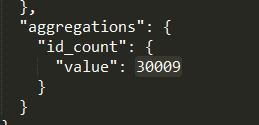 },
"aggregations": {
"id_count": {
"value": 30009
}
}
}